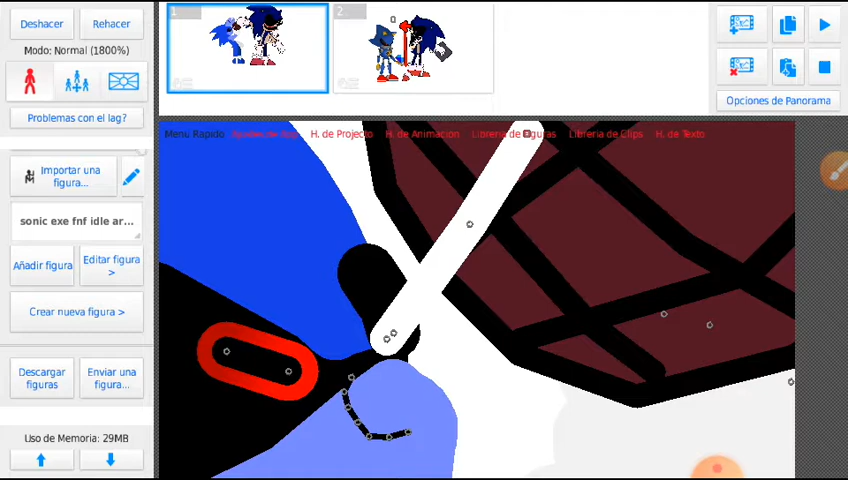 Deshacer
Rehacer
Modo: Normal (1800%)
Problemas con el lag?
Importar una figura...
sonic exe fnf idle ar...
Añadir figura
Editar figura >
Crear nueva figura >
Descargar figuras
Enviar una figura...
Uso de Memoria: 29MB
1
2
Opciones de Panorama
Menu Rapido H. de Projecto H. de Animación Libreria de Figuras Libreria de Clips H. de Texto